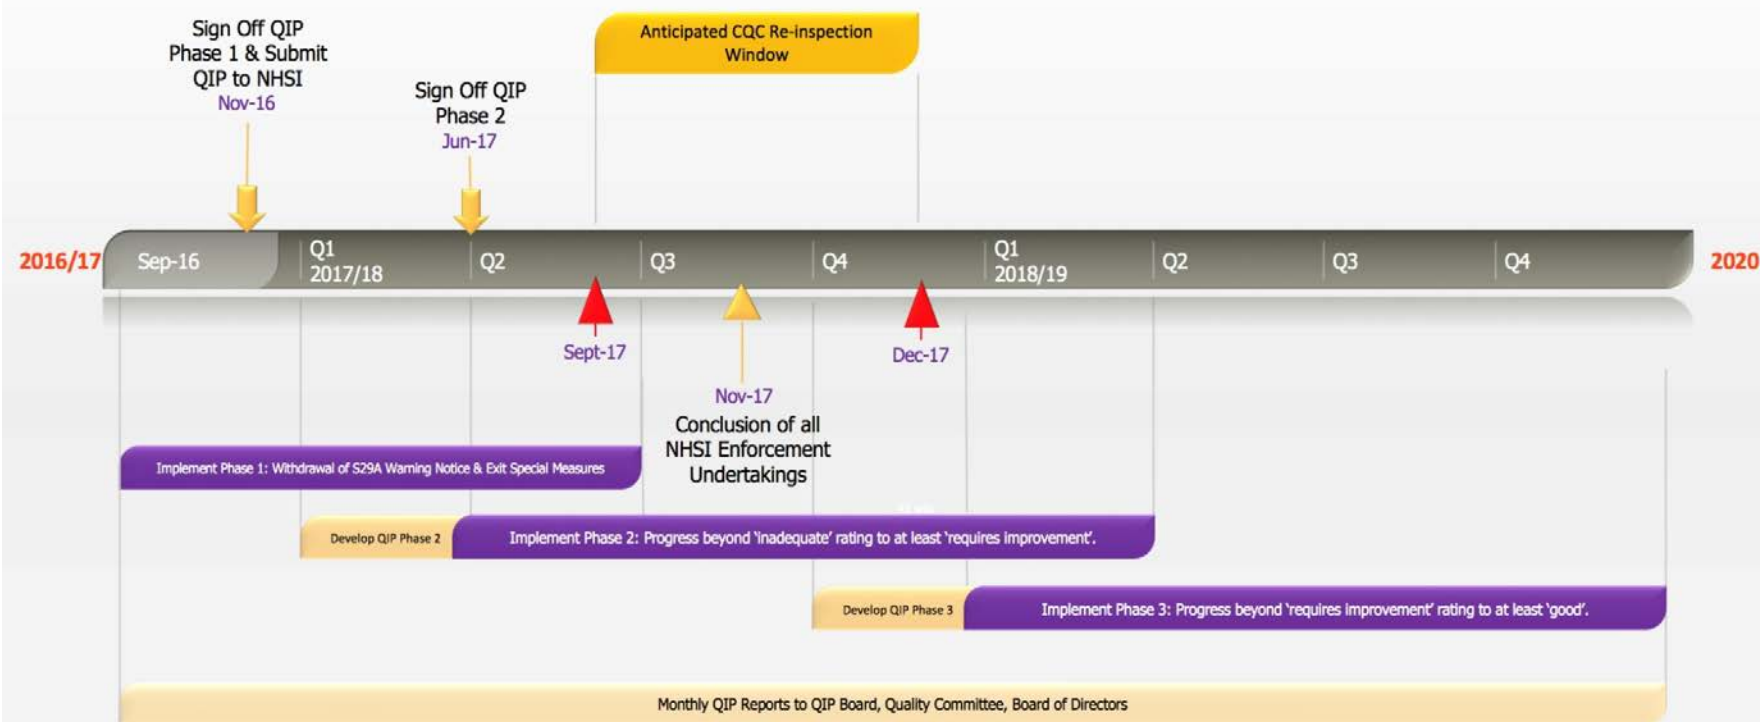 Sign Off QIP
Phase 1 & Submit
QIP to NHSI
Nov-16
Sign Off QIP
Phase 2
Jun-17
Anticipated CQC Re-inspection
Window
2016/17
Sep-16
Q1
2017/18
Q2
Q3
Q4
Q1
2018/19
Q2
Q3
Q4
2020
Sept-17
Nov-17
Conclusion of all
NHSI Enforcement
Undertakings
Dec-17
Implement Phase 1: Withdrawal of S29A Warning Notice & Exit Special Measures
Develop QIP Phase 2
Implement Phase 2: Progress beyond 'inadequate' rating to at least 'requires improvement'.
Develop QIP Phase 3
Implement Phase 3: Progress beyond 'requires improvement' rating to at least 'good'.
Monthly QIP Reports to QIP Board, Quality Committee, Board of Directors